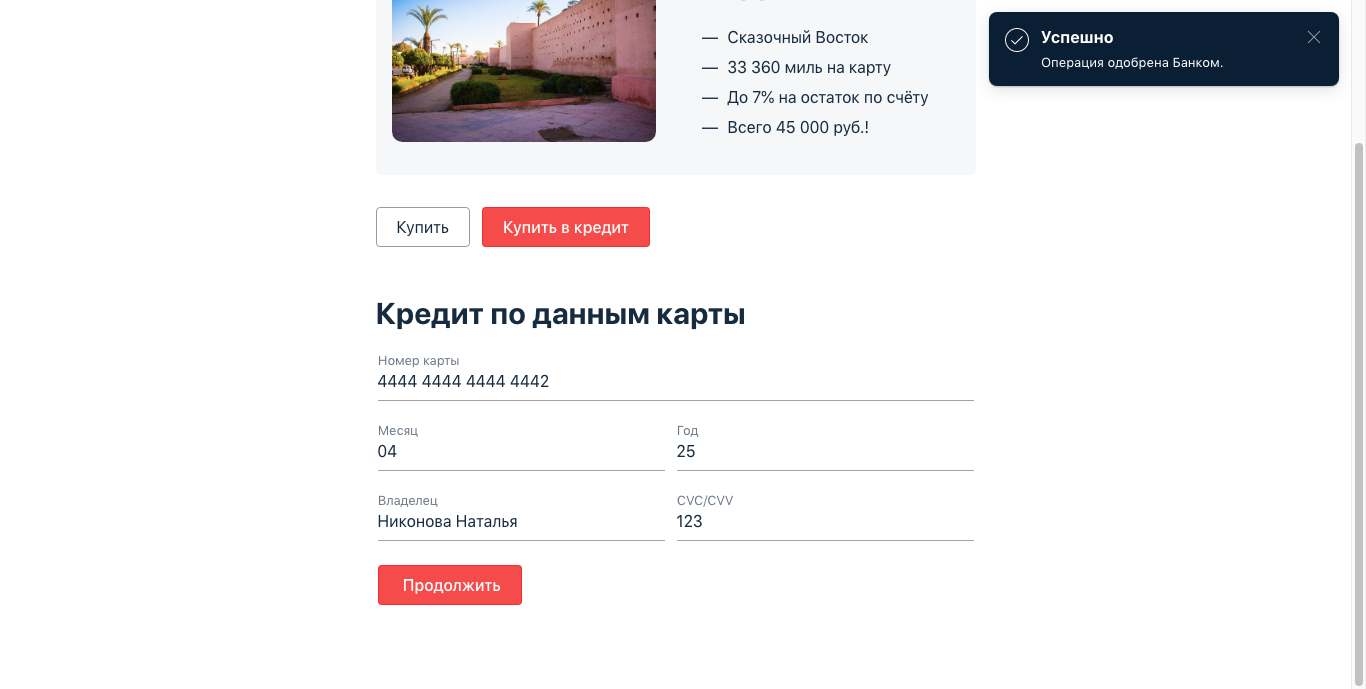 — Сказочный Восток
— 33 360 миль на карту
— До 7% на остаток по счёту
— Всего 45 000 руб.!
Успешно
Операция одобрена Банком.
Купить
Купить в кредит
Кредит по данным карты
Номер карты
4444 4444 4444 4442
Месяц
Год
04
25
Владелец
CVC/CVV
Никонова Наталья
123
Продолжить